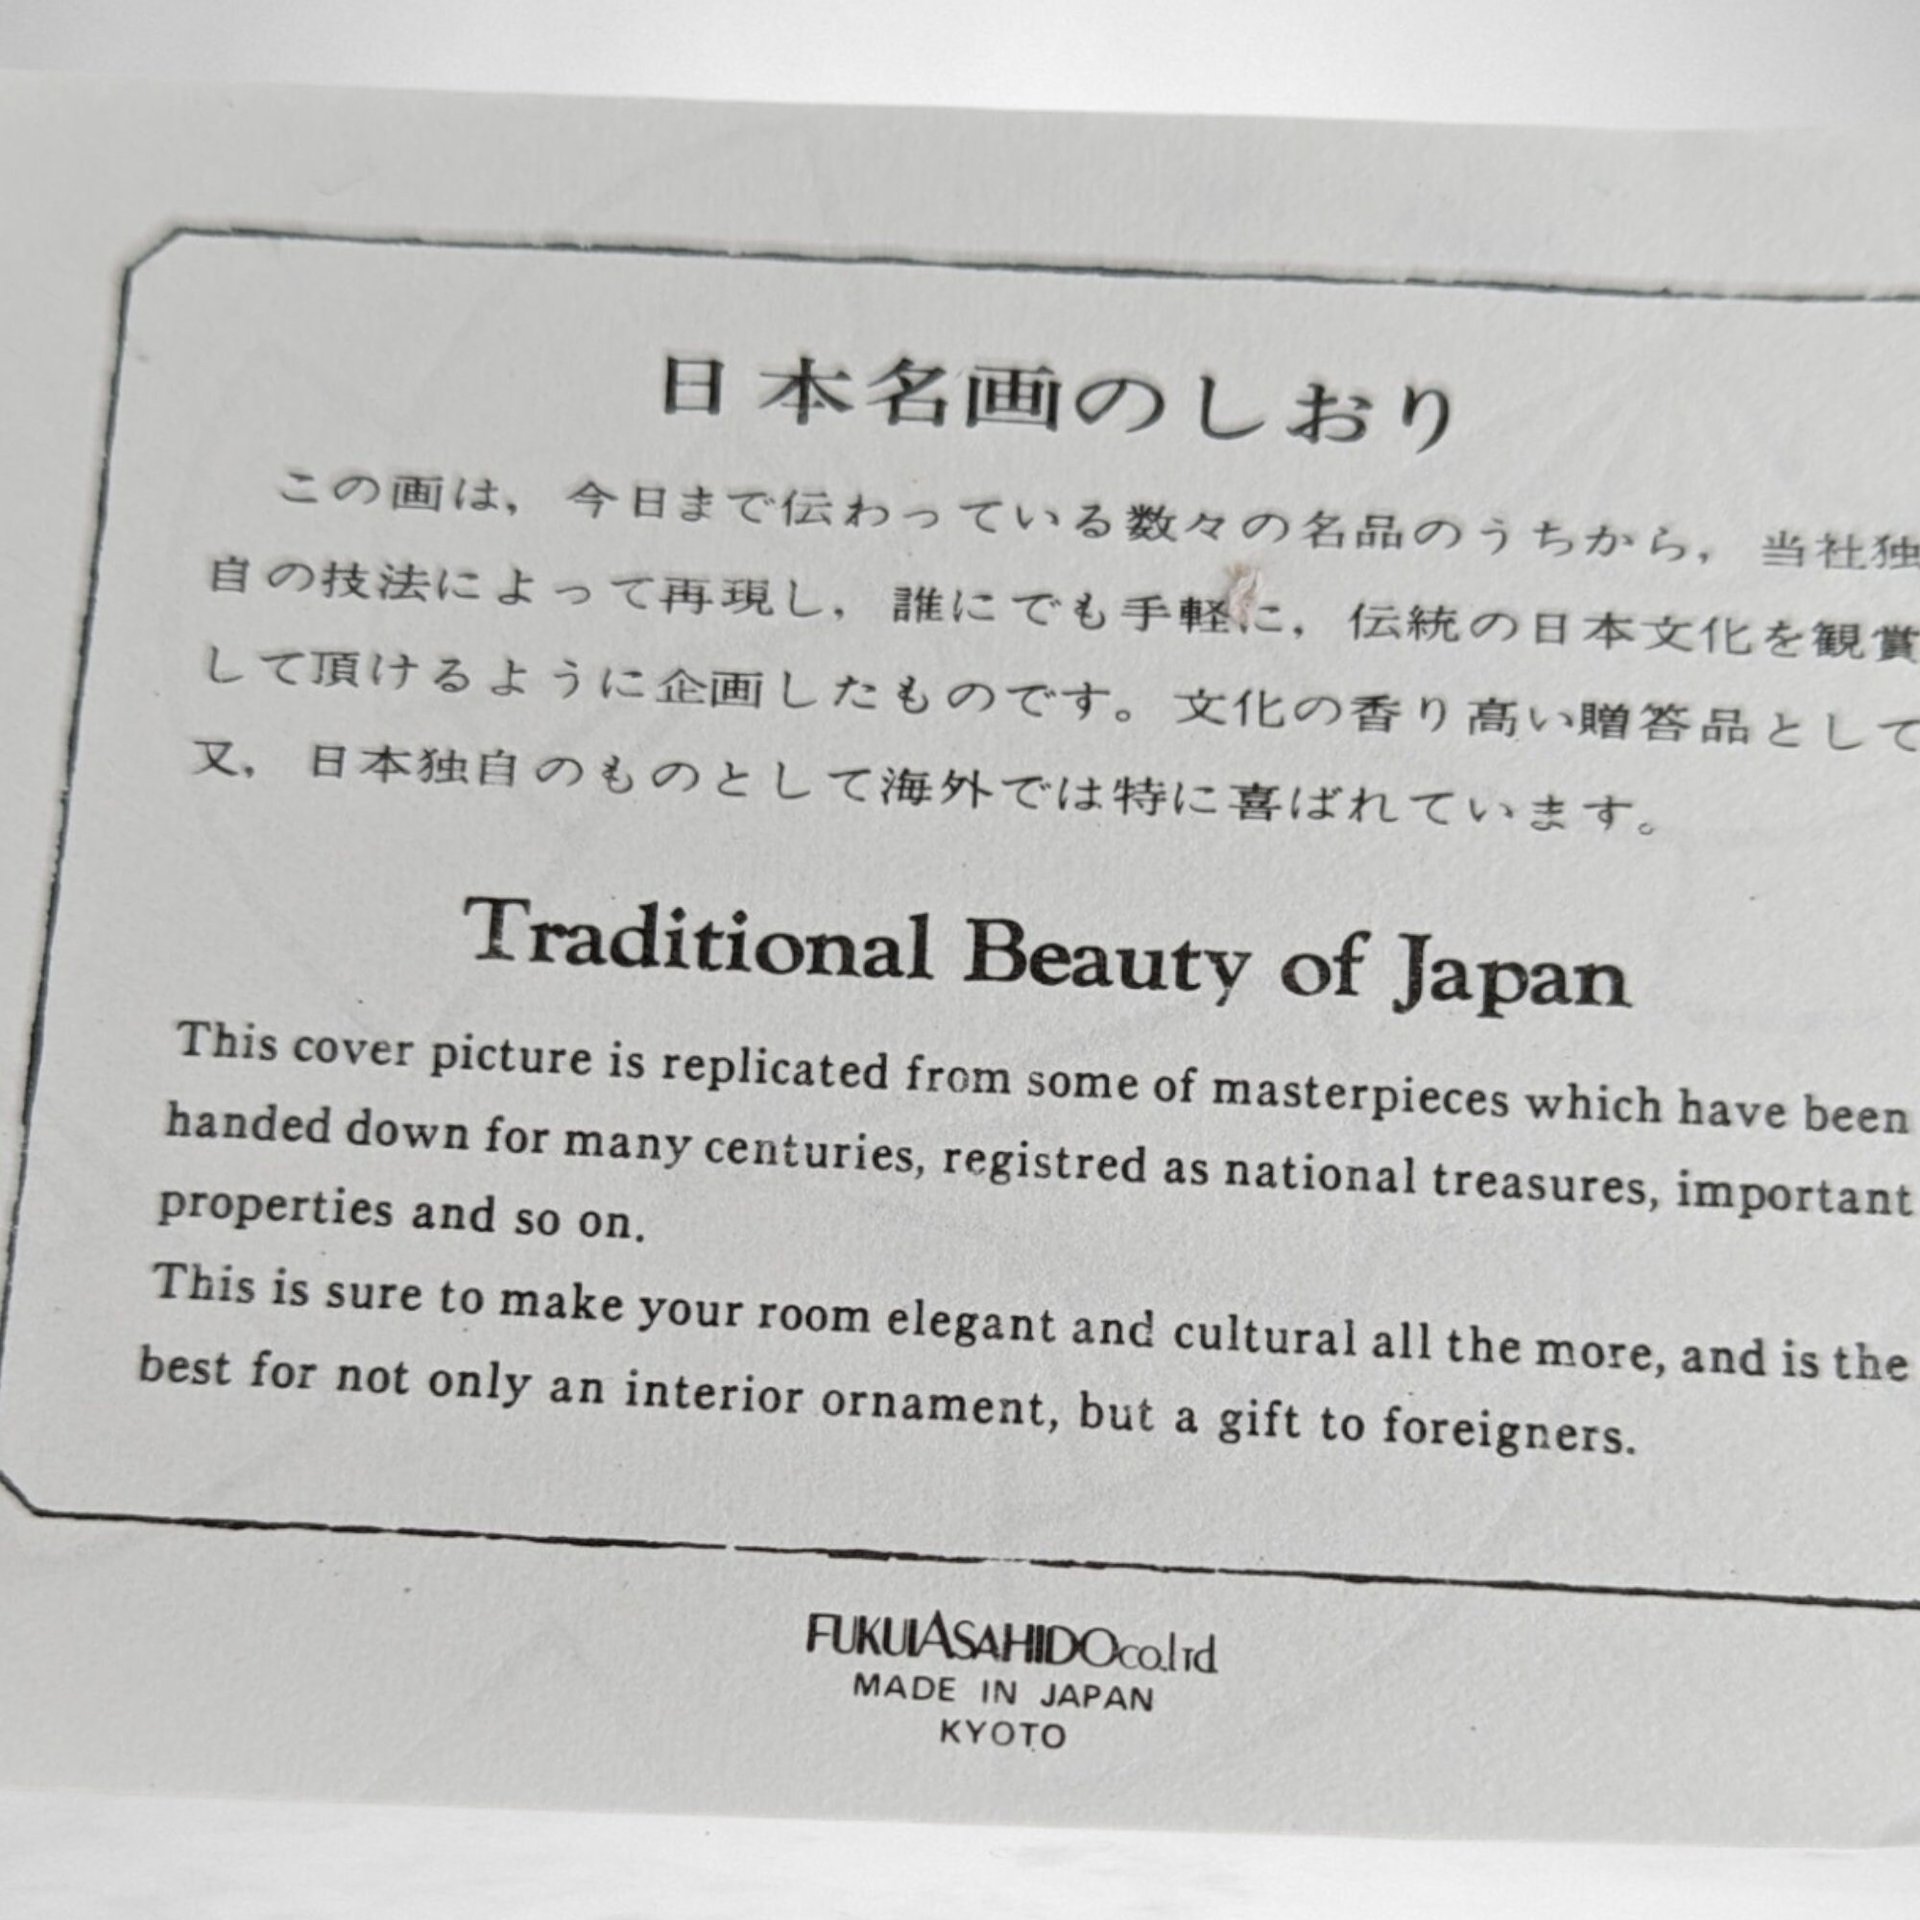 日本名画のしおり
この画は，今日まで伝わっている数々の名品のうちから，当社独
自の技法によって再現し，誰にでも手軽に，伝統の日本文化を観賞
して頂けるように企画したものです。文化の香り高い贈答品として
又，日本独自のものとして海外では特に喜ばれています。
Traditional Beauty of Japan
This cover picture is replicated from some of masterpieces which have been
handed down for many centuries, registred as national treasures, important
properties and so on.
This is sure to make your room elegant and cultural all the more, and is the
best for not only an interior ornament, but a gift to foreigners.
FUKUIASAHIDO co.ltd
MADE IN JAPAN
KYOTO